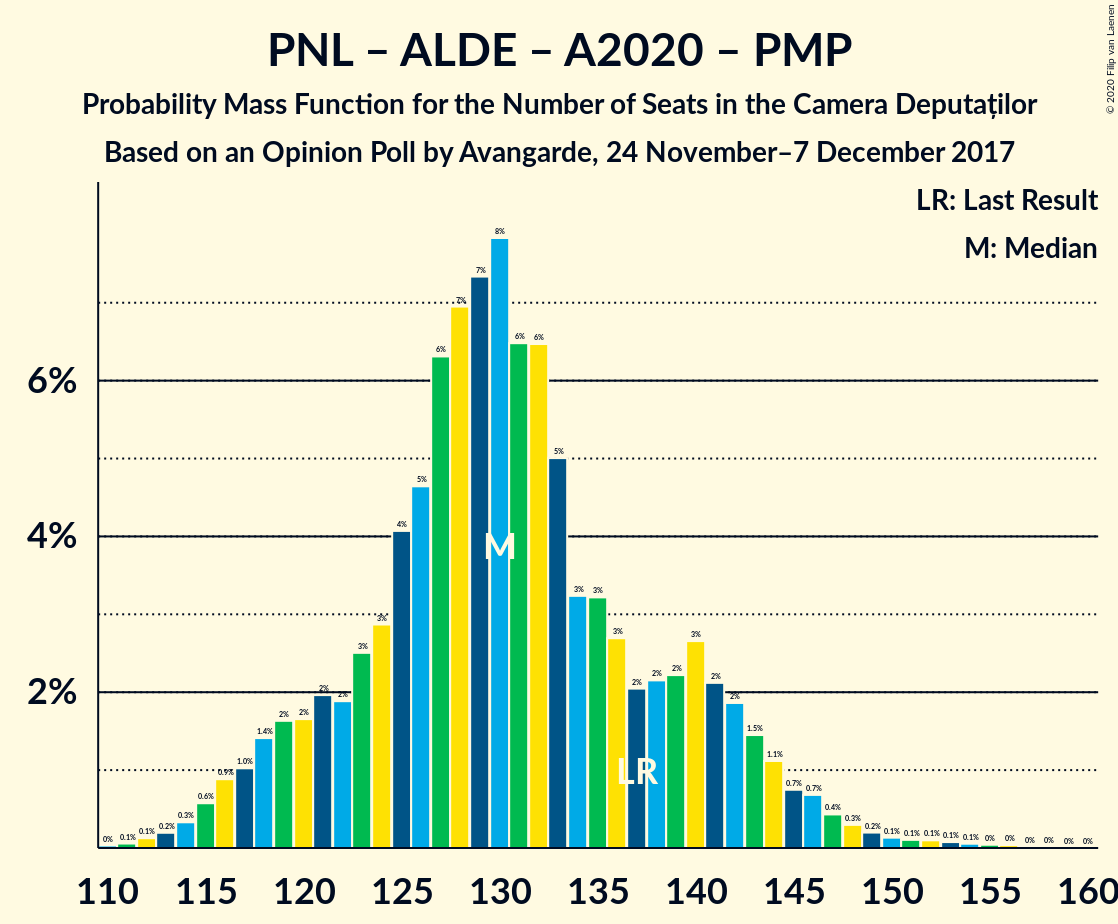 PNL – ALDE – A2020 – PMP
Probability Mass Function for the Number of Seats in the Camera Deputaților
Based on an Opinion Poll by Avangarde, 24 November–7 December 2017
© 2020 Filip van Laenen
LR: Last Result
M: Median
6%
4%
2%
0% 0.1% 0.1% 0.2% 0.3% 0.6% 0.9% 1.0% 1.4% 2% 2% 2% 2% 3% 3% 4% 5% 6% 7% 7% 8% 6% 6% 5% 3% 3% 3% 2% 2% 2% 3% 2% 2% 1.5% 1.1% 0.7% 0.7% 0.4% 0.3% 0.2% 0.1% 0.1% 0.1% 0.1% 0.1% 0% 0% 0% 0% 0% 0%
M
LR
110 115 120 125 130 135 140 145 150 155 160